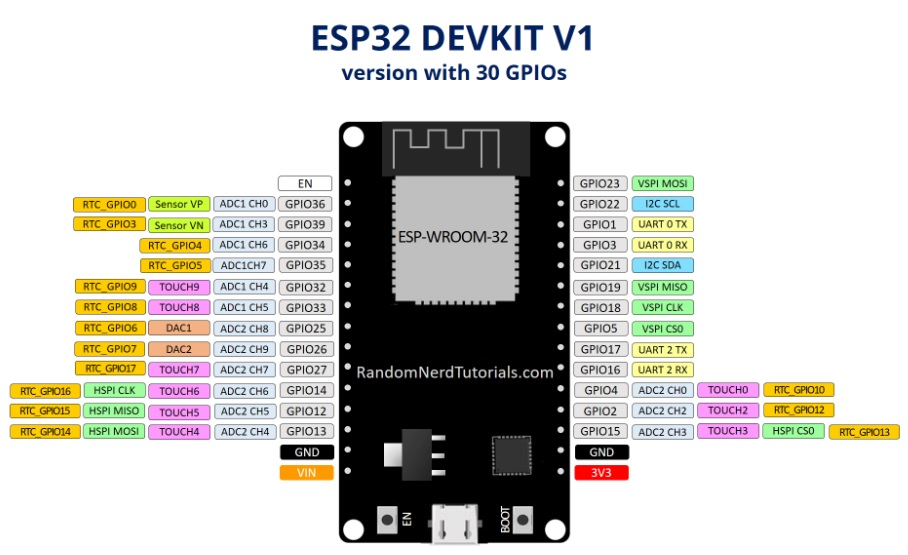 ESP32 DEVKIT V1
version with 30 GPIOs
EN GPIO23 VSPI MOSI
RTC_GPIO0 Sensor VP ADC1 CH0 GPIO36 GPIO22 I2C SCL
RTC_GPIO3 Sensor VN ADC1 CH3 GPIO39 GPIO1 UART 0 TX
RTC_GPIO4 ADC1 CH6 GPIO34 ESP-WROOM-32 GPIO3 UART 0 RX
RTC_GPIO5 ADC1CH7 GPIO35 GPIO21 I2C SDA
RTC_GPIO9 TOUCH9 ADC1 CH4 GPIO32 GPIO19 VSPI MISO
RTC_GPIO8 TOUCH8 ADC1 CH5 GPIO33 GPIO18 VSPI CLK
RTC_GPIO6 DAC1 ADC2 CH8 GPIO25 GPIO5 VSPI CS0
RTC_GPIO7 DAC2 ADC2 CH9 GPIO26 GPIO17 UART 2 TX
RTC_GPIO17 TOUCH7 ADC2 CH7 GPIO27 RandomNerdTutorials.com GPIO16 UART 2 RX
RTC_GPIO16 HSPI CLK TOUCH6 ADC2 CH6 GPIO14 GPIO4 ADC2 CH0 TOUCH0 RTC_GPIO10
RTC_GPIO15 HSPI MISO TOUCH5 ADC2 CH5 GPIO12 GPIO2 ADC2 CH2 TOUCH2 RTC_GPIO12
RTC_GPIO14 HSPI MOSI TOUCH4 ADC2 CH4 GPIO13 GPIO15 ADC2 CH3 TOUCH3 HSPI CS0 RTC_GPIO13
GND GND
VIN 3V3
EN BOOT